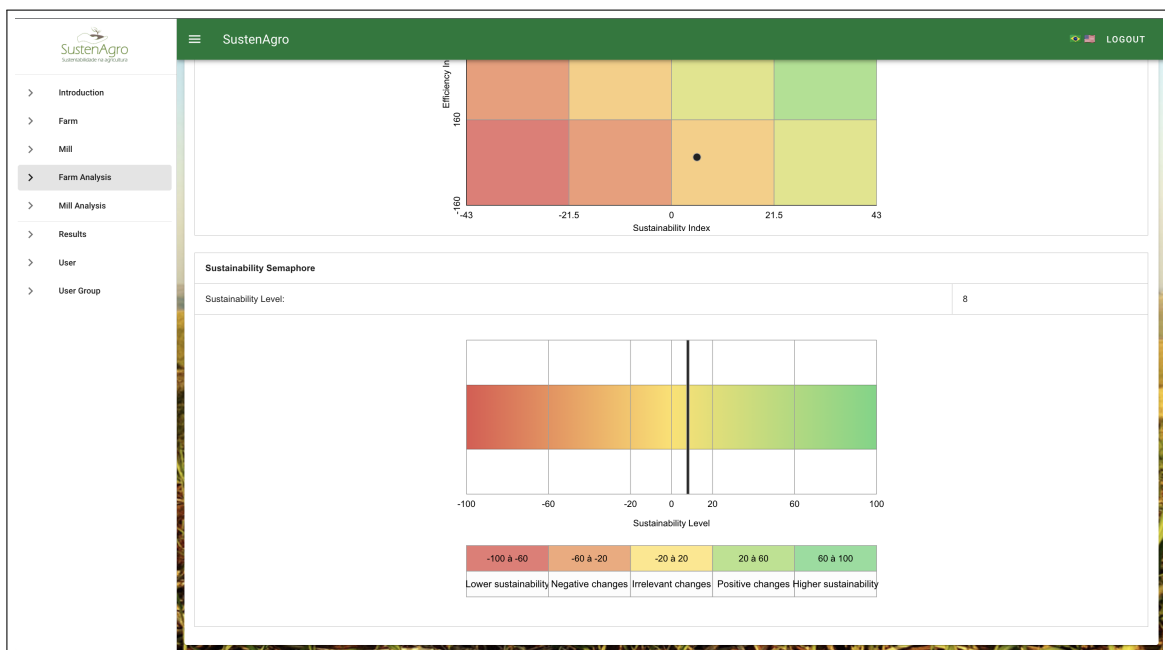 SustenAgro
Sustentabilidade na agricultura
SustenAgro
LOGOUT
Introduction
Farm
Mill
Farm Analysis
Mill Analysis
Results
User
User Group
Efficiency In
160
-160
-43 -21.5 0 21.5 43
Sustainability Index
Sustainability Semaphore
Sustainability Level: 8
-100 -60 -20 0 20 60 100
Sustainability Level
-100 à -60 -60 à -20 -20 à 20 20 à 60 60 à 100
Lower sustainability Negative changes Irrelevant changes Positive changes Higher sustainability